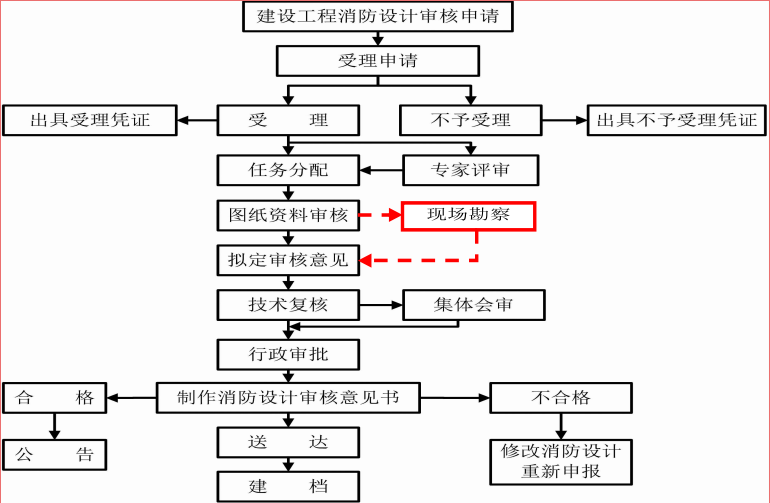 建设工程消防设计审核申请
受理申请
出具受理凭证
受 理
不予受理
出具不予受理凭证
任务分配
专家评审
图纸资料审核
现场勘察
拟定审核意见
技术复核
集体会审
行政审批
合 格
制作消防设计审核意见书
不合格
公 告
送 达
修改消防设计
重新申报
建 档